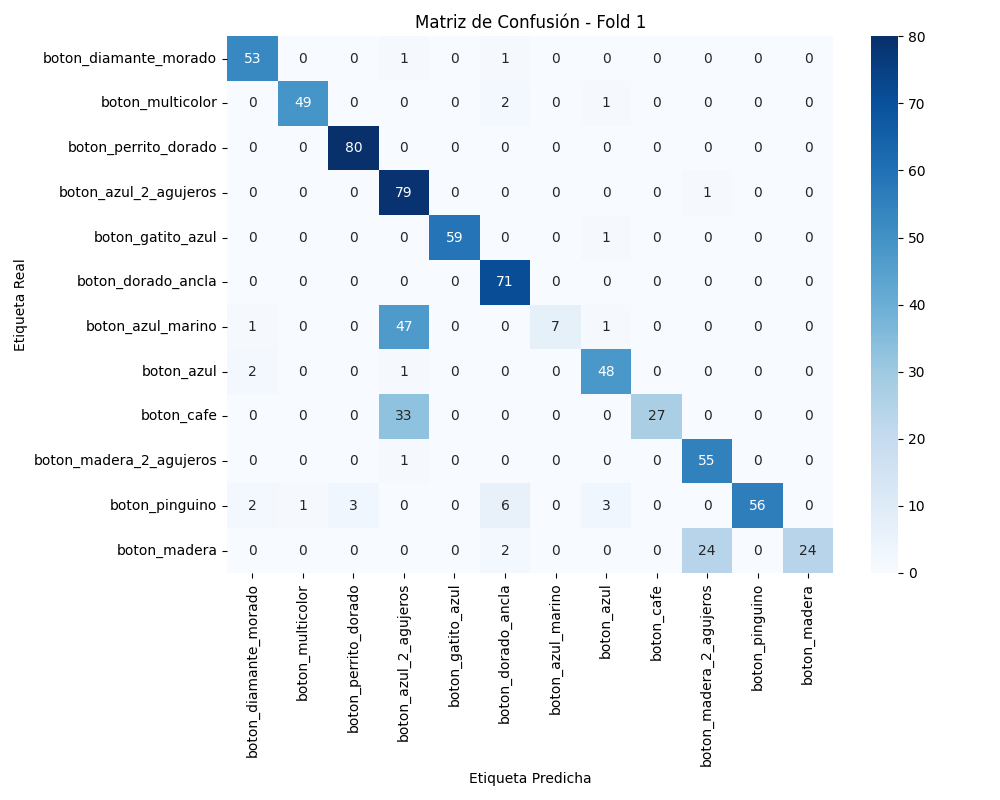 Matriz de Confusión - Fold 1
Etiqueta Real
boton_diamante_morado 53 0 0 1 0 1 0 0 0 0 0 0
boton_multicolor 0 49 0 0 0 2 0 1 0 0 0 0
boton_perrito_dorado 0 0 80 0 0 0 0 0 0 0 0 0
boton_azul_2_agujeros 0 0 0 79 0 0 0 0 0 1 0 0
boton_gatito_azul 0 0 0 0 59 0 0 1 0 0 0 0
boton_dorado_ancla 0 0 0 0 0 71 0 0 0 0 0 0
boton_azul_marino 1 0 0 47 0 0 7 1 0 0 0 0
boton_azul 2 0 0 1 0 0 0 48 0 0 0 0
boton_cafe 0 0 0 33 0 0 0 0 27 0 0 0
boton_madera_2_agujeros 0 0 0 1 0 0 0 0 0 55 0 0
boton_pinguino 2 1 3 0 0 6 0 3 0 0 56 0
boton_madera 0 0 0 0 0 2 0 0 0 24 0 24
boton_diamante_morado
boton_multicolor
boton_perrito_dorado
boton_azul_2_agujeros
boton_gatito_azul
boton_dorado_ancla
boton_azul_marino
boton_azul
boton_cafe
boton_madera_2_agujeros
boton_pinguino
boton_madera
Etiqueta Predicha
80
70
60
50
40
30
20
10
0